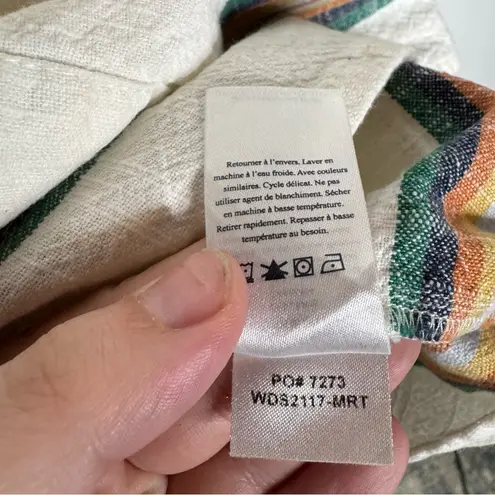 Retourner à l'envers. Laver en
machine à l'eau froide. Avec couleurs
similaires. Cycle délicat. Ne pas
utiliser agent de blanchiment. Sécher
en machine à basse température.
Retirer rapidement. Repasser à basse
température au besoin.
PO# 7273
WDS2117-MRT